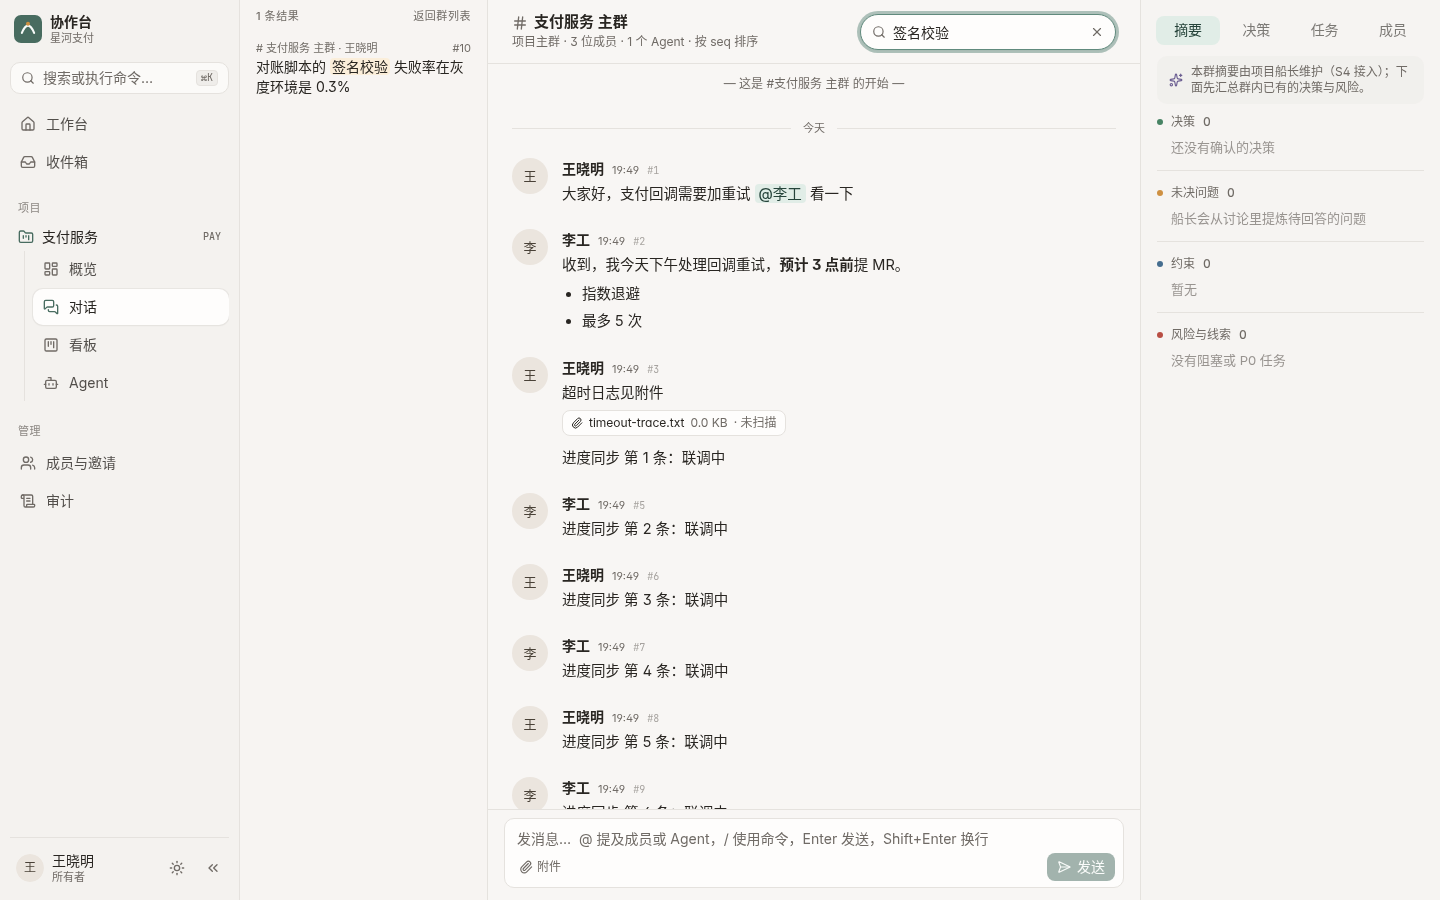 协作台
星河支付
搜索或执行命令... ⌘K
工作台
收件箱
项目
支付服务 PAY
概览
对话
看板
Agent
管理
成员与邀请
审计
王
王晓明
所有者
1 条结果 返回群列表
# 支付服务 主群 · 王晓明 #10
对账脚本的 签名校验 失败率在灰
度环境是 0.3%
支付服务 主群
项目主群 · 3 位成员 · 1 个 Agent · 按 seq 排序
签名校验
— 这是 #支付服务 主群 的开始 —
今天
王
王晓明 19:49 #1
大家好，支付回调需要加重试 @李工 看一下
李
李工 19:49 #2
收到，我今天下午处理回调重试，预计 3 点前提 MR。
• 指数退避
• 最多 5 次
王
王晓明 19:49 #3
超时日志见附件
timeout-trace.txt 0.0 KB · 未扫描
进度同步 第 1 条：联调中
李
李工 19:49 #5
进度同步 第 2 条：联调中
王
王晓明 19:49 #6
进度同步 第 3 条：联调中
李
李工 19:49 #7
进度同步 第 4 条：联调中
王
王晓明 19:49 #8
进度同步 第 5 条：联调中
李
李工 19:49 #9
发消息... @ 提及成员或 Agent，/ 使用命令，Enter 发送，Shift+Enter 换行
附件
发送
摘要 决策 任务 成员
本群摘要由项目船长维护（S4 接入）；下
面先汇总群内已有的决策与风险。
决策 0
还没有确认的决策
未决问题 0
船长会从讨论里提炼待回答的问题
约束 0
暂无
风险与线索 0
没有阻塞或 P0 任务